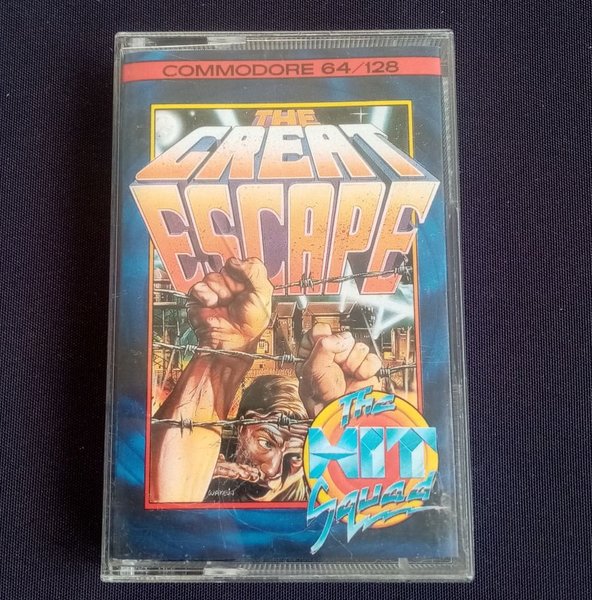 COMMODORE 64/128
THE
GREAT
ESCAPE
The
HIT
Squad